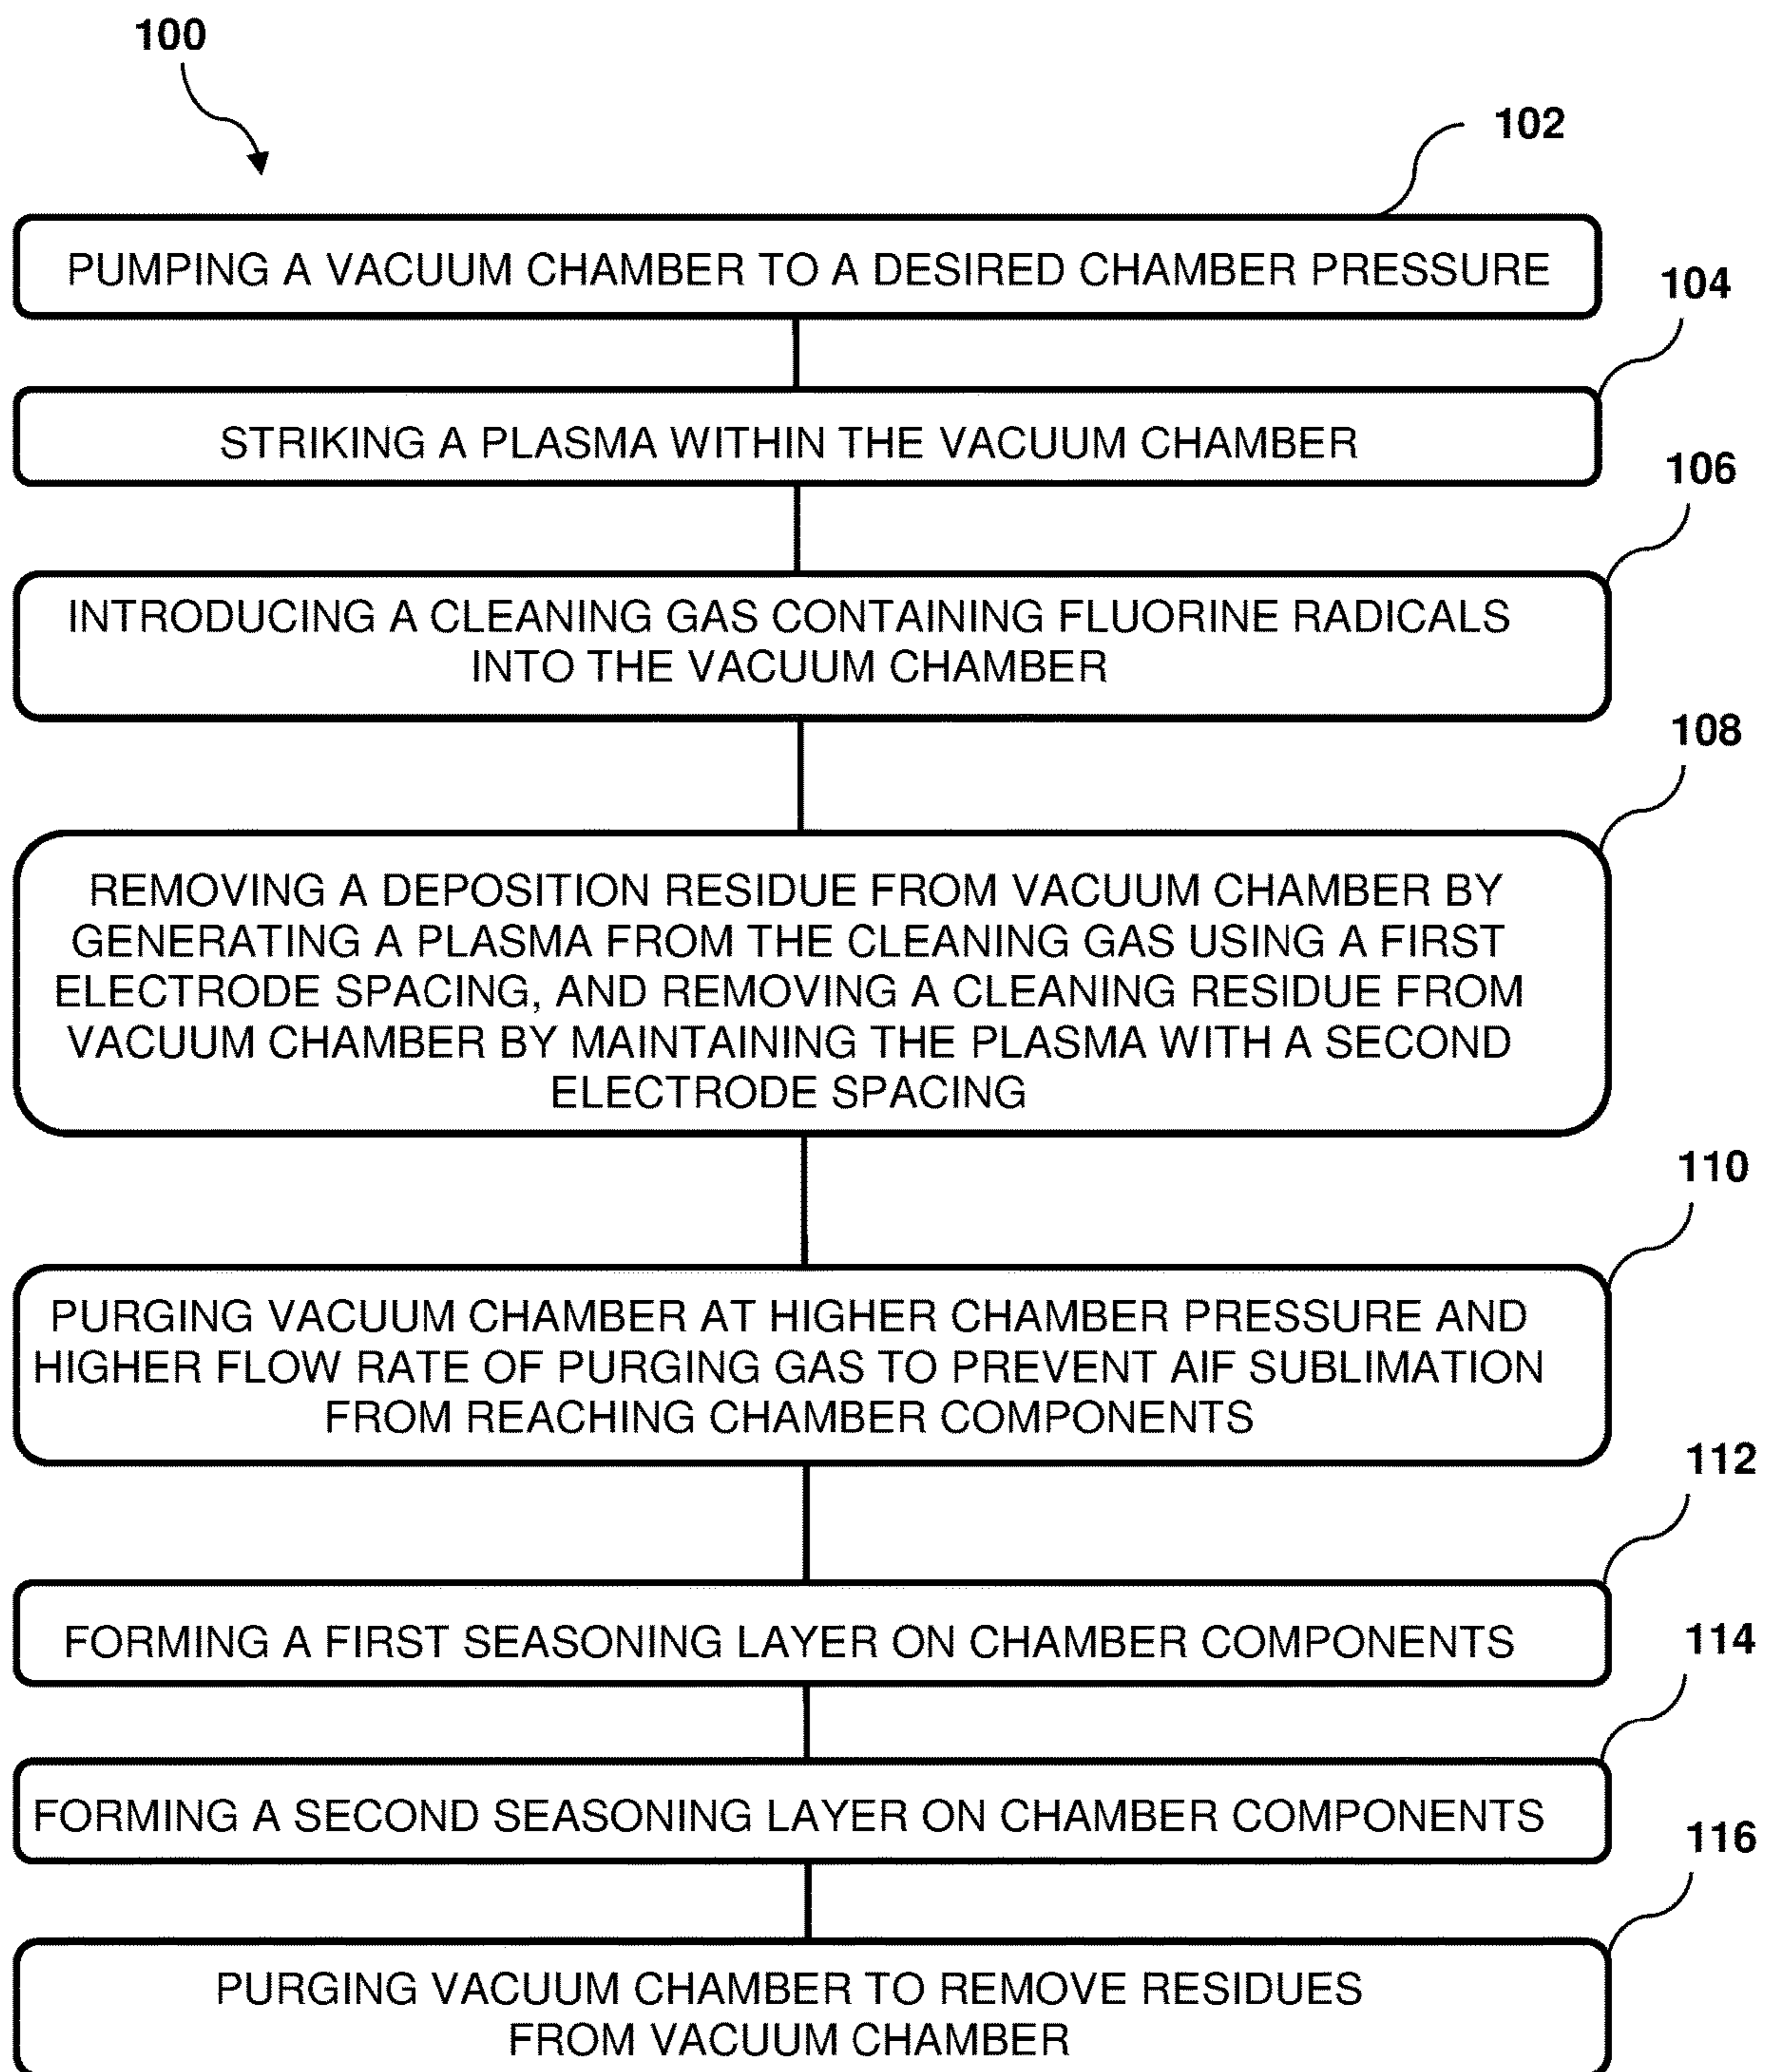 100
102
PUMPING A VACUUM CHAMBER TO A DESIRED CHAMBER PRESSURE
104
STRIKING A PLASMA WITHIN THE VACUUM CHAMBER
106
INTRODUCING A CLEANING GAS CONTAINING FLUORINE RADICALS
INTO THE VACUUM CHAMBER
108
REMOVING A DEPOSITION RESIDUE FROM VACUUM CHAMBER BY
GENERATING A PLASMA FROM THE CLEANING GAS USING A FIRST
ELECTRODE SPACING, AND REMOVING A CLEANING RESIDUE FROM
VACUUM CHAMBER BY MAINTAINING THE PLASMA WITH A SECOND
ELECTRODE SPACING
110
PURGING VACUUM CHAMBER AT HIGHER CHAMBER PRESSURE AND
HIGHER FLOW RATE OF PURGING GAS TO PREVENT AlF SUBLIMATION
FROM REACHING CHAMBER COMPONENTS
112
FORMING A FIRST SEASONING LAYER ON CHAMBER COMPONENTS
114
FORMING A SECOND SEASONING LAYER ON CHAMBER COMPONENTS
116
PURGING VACUUM CHAMBER TO REMOVE RESIDUES
FROM VACUUM CHAMBER